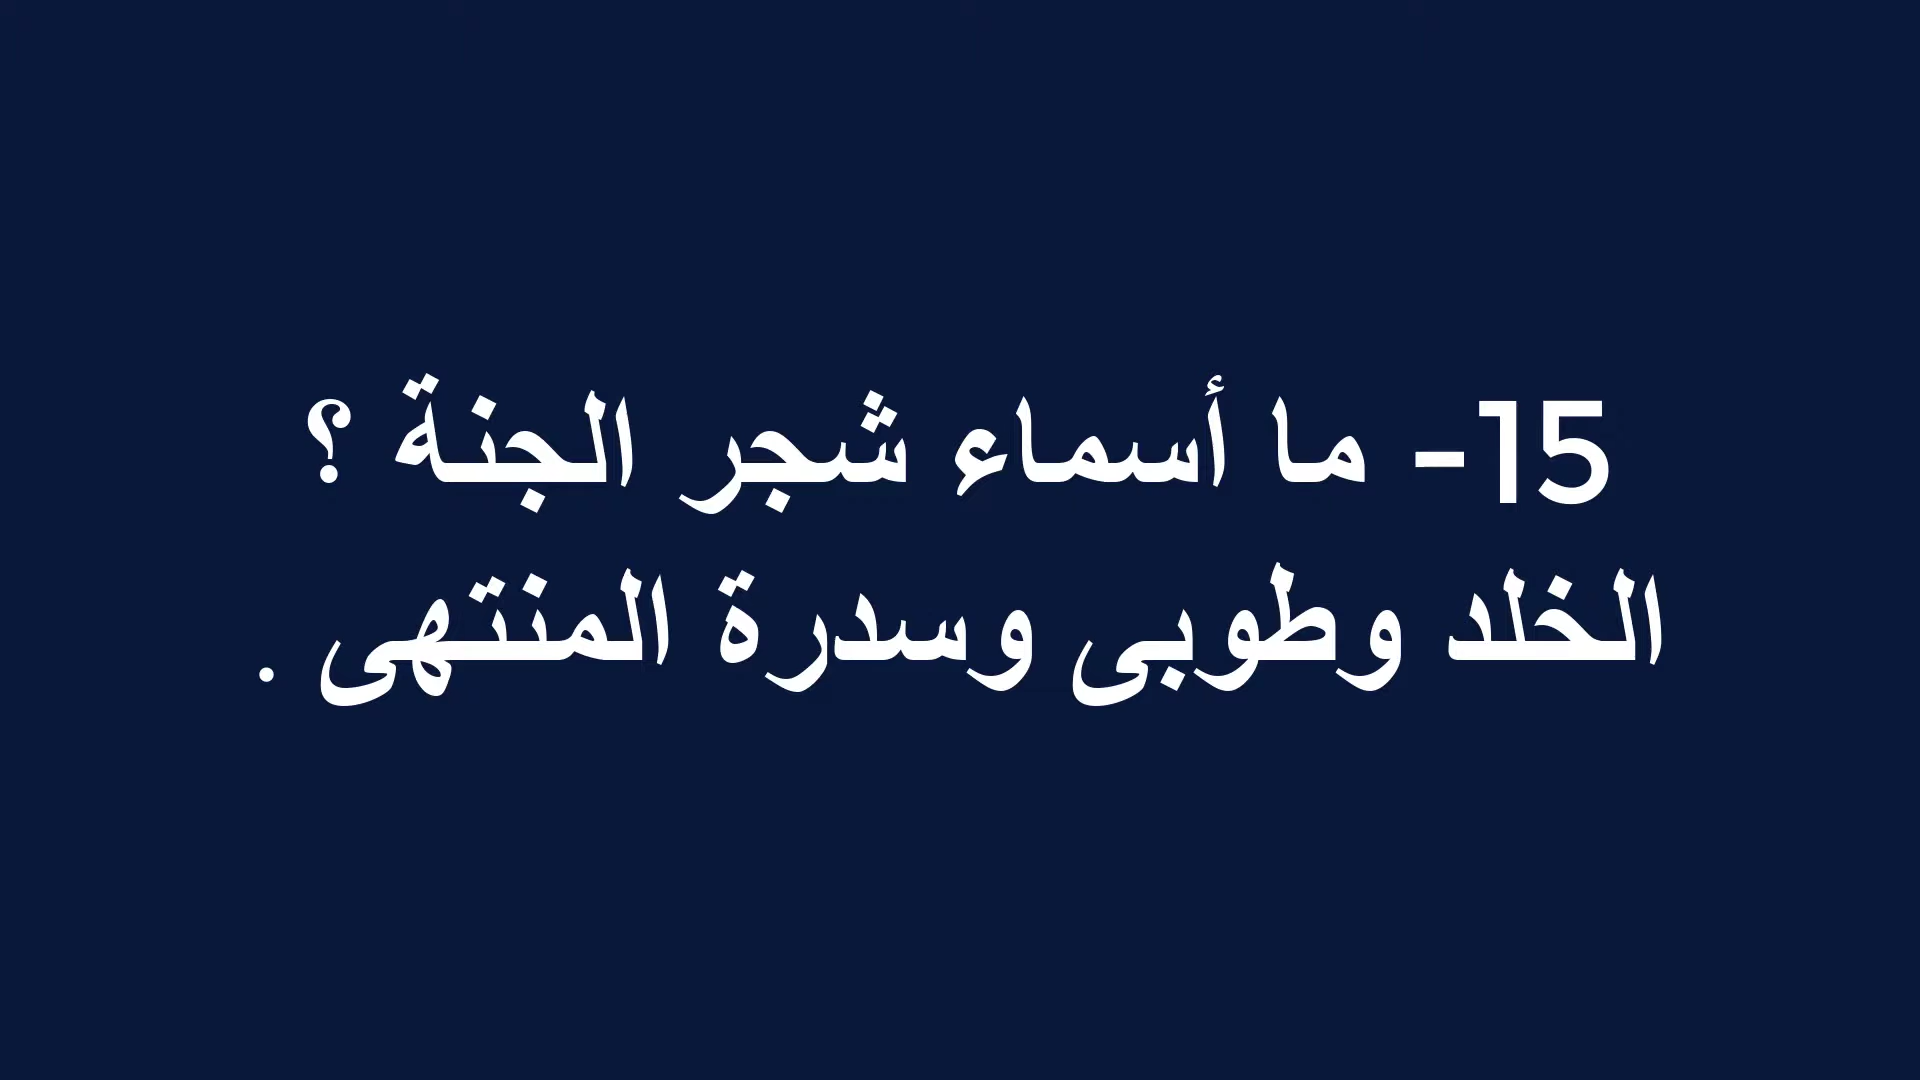 15- ما أسماء شجر الجنة ؟
الخلد وطوبى وسدرة المنتهى .